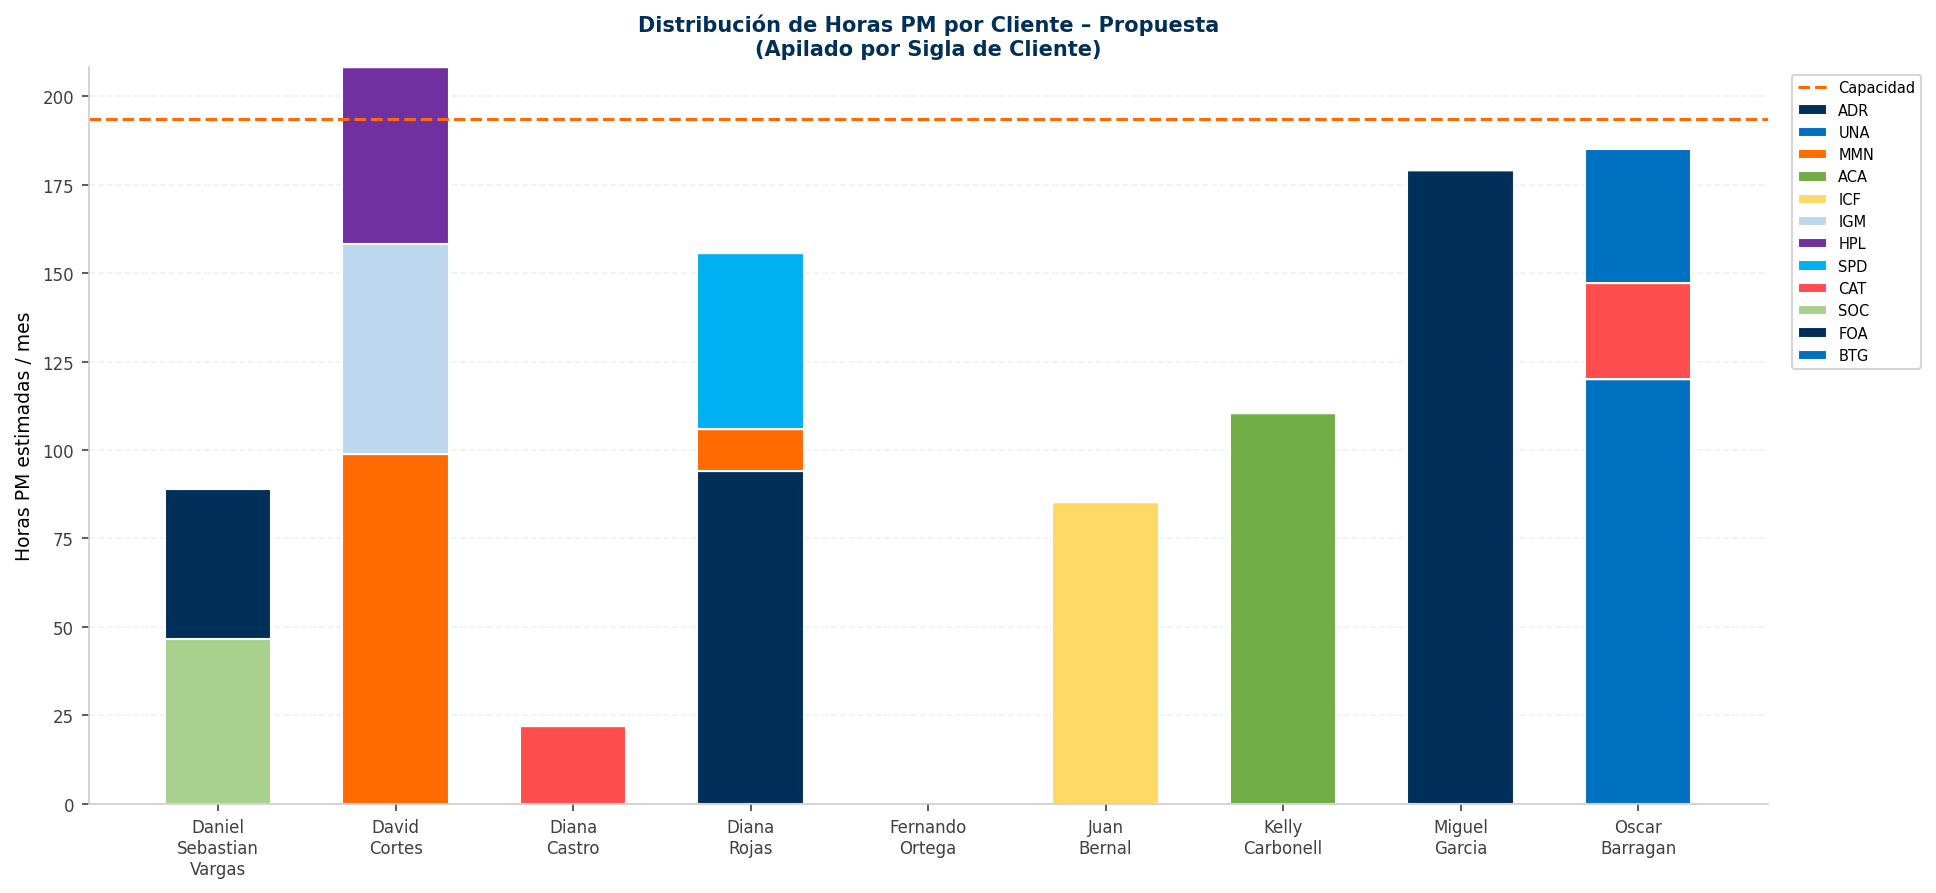 Distribución de Horas PM por Cliente – Propuesta
(Apilado por Sigla de Cliente)
Horas PM estimadas / mes
200
175
150
125
100
75
50
25
0
Daniel
Sebastian
Vargas
David
Cortes
Diana
Castro
Diana
Rojas
Fernando
Ortega
Juan
Bernal
Kelly
Carbonell
Miguel
Garcia
Oscar
Barragan
Capacidad
ADR
UNA
MMN
ACA
ICF
IGM
HPL
SPD
CAT
SOC
FOA
BTG